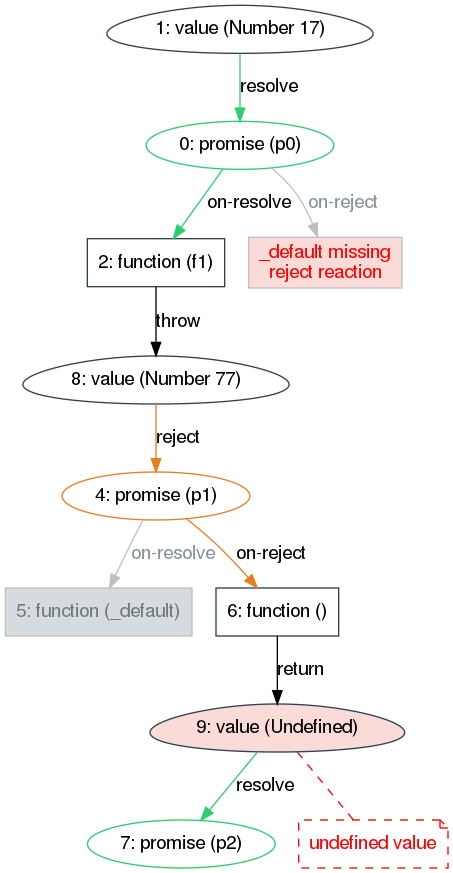 1: value (Number 17)
resolve
0: promise (p0)
on-resolve
on-reject
2: function (f1)
_default missing
reject reaction
throw
8: value (Number 77)
reject
4: promise (p1)
on-resolve
on-reject
5: function (_default)
6: function ()
return
9: value (Undefined)
resolve
7: promise (p2)
undefined value